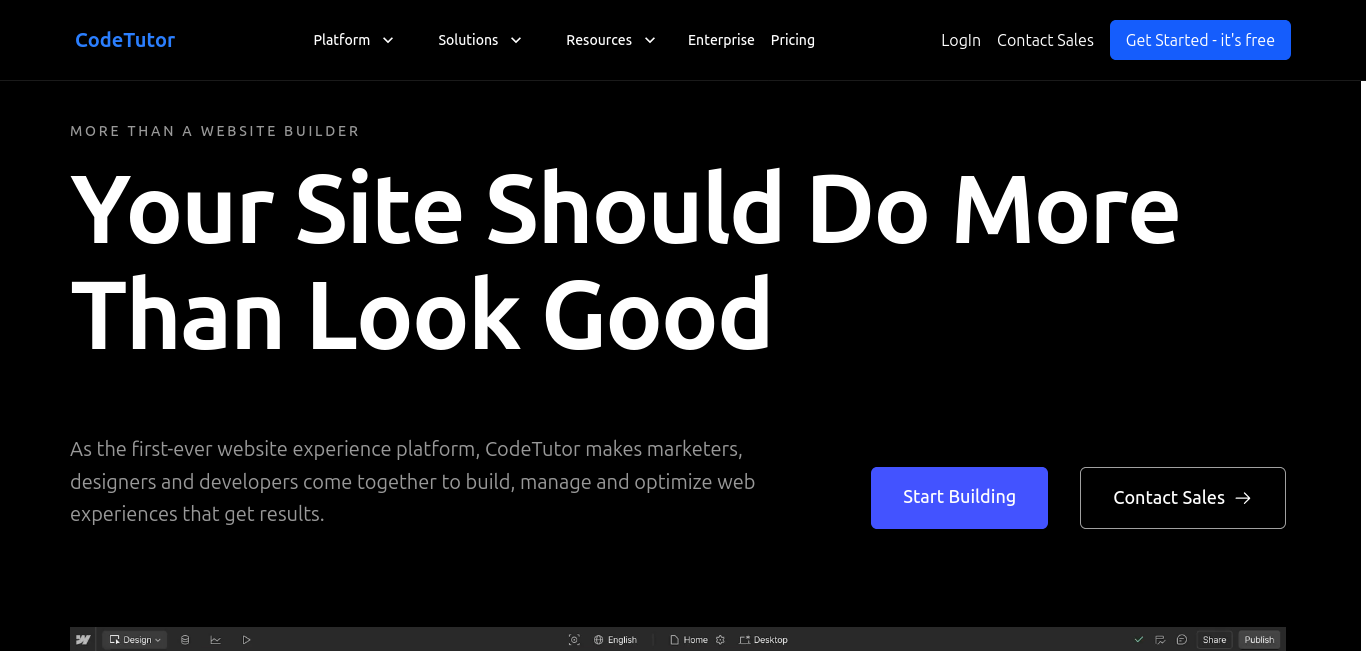 CodeTutor
Platform
Solutions
Resources
Enterprise
Pricing
LogIn
Contact Sales
Get Started - it's free
MORE THAN A WEBSITE BUILDER
Your Site Should Do More
Than Look Good
As the first-ever website experience platform, CodeTutor makes marketers,
designers and developers come together to build, manage and optimize web
experiences that get results.
Start Building
Contact Sales
Design
English
Home
Desktop
Share
Publish